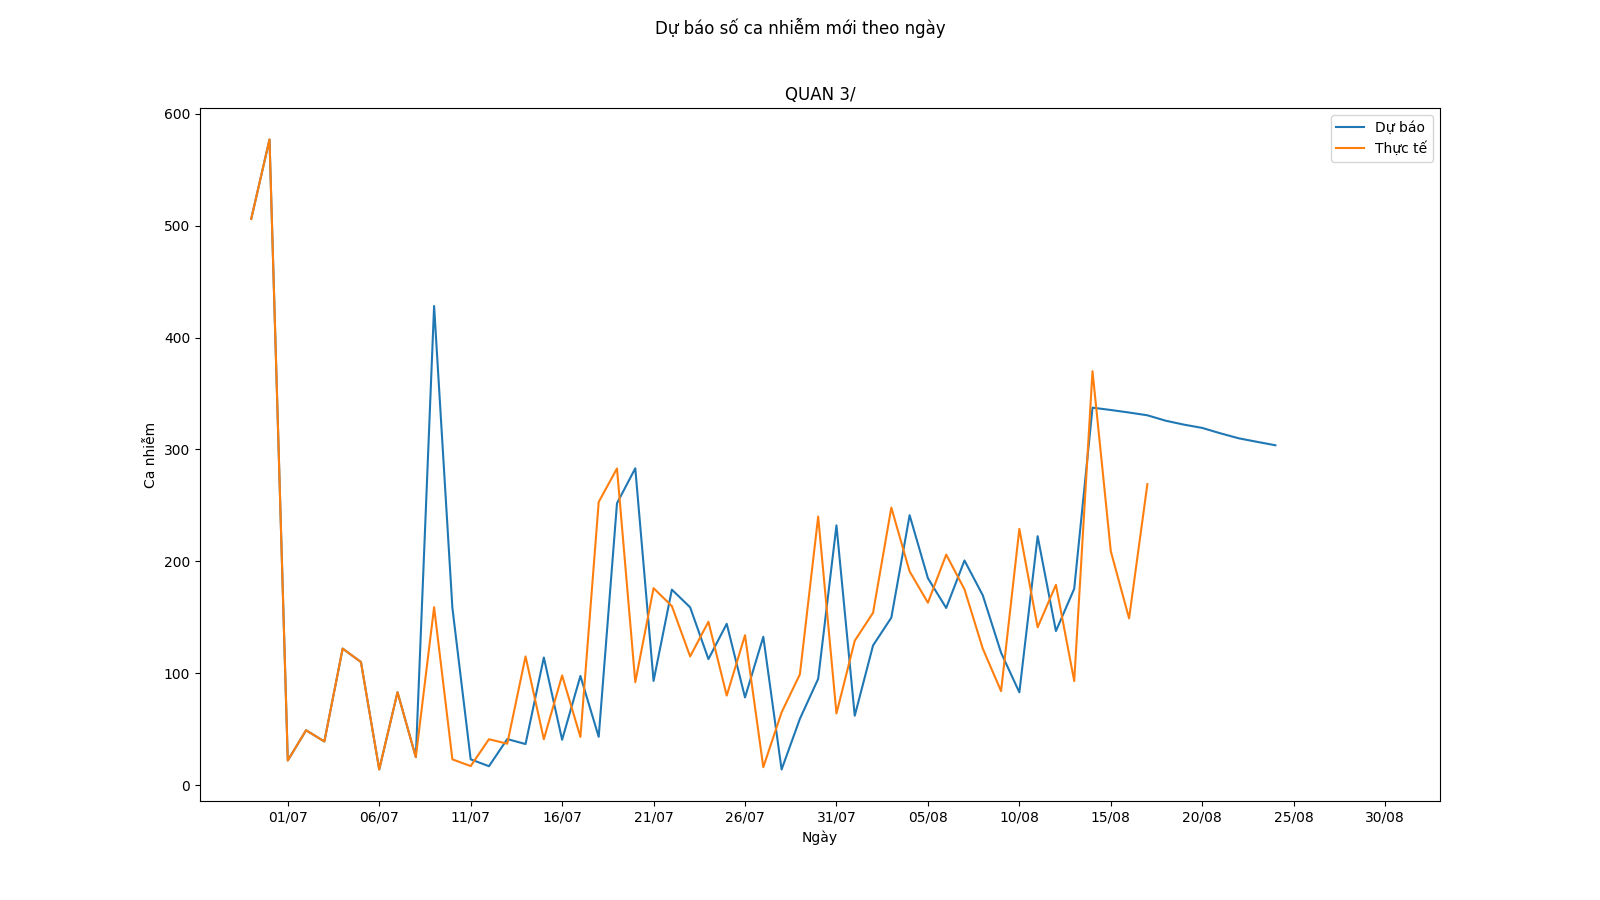 Dự báo số ca nhiễm mới theo ngày
QUAN 3/
Dự báo
Thực tế
600
500
400
300
200
100
0
Ca nhiễm
01/07 06/07 11/07 16/07 21/07 26/07 31/07 05/08 10/08 15/08 20/08 25/08 30/08
Ngày